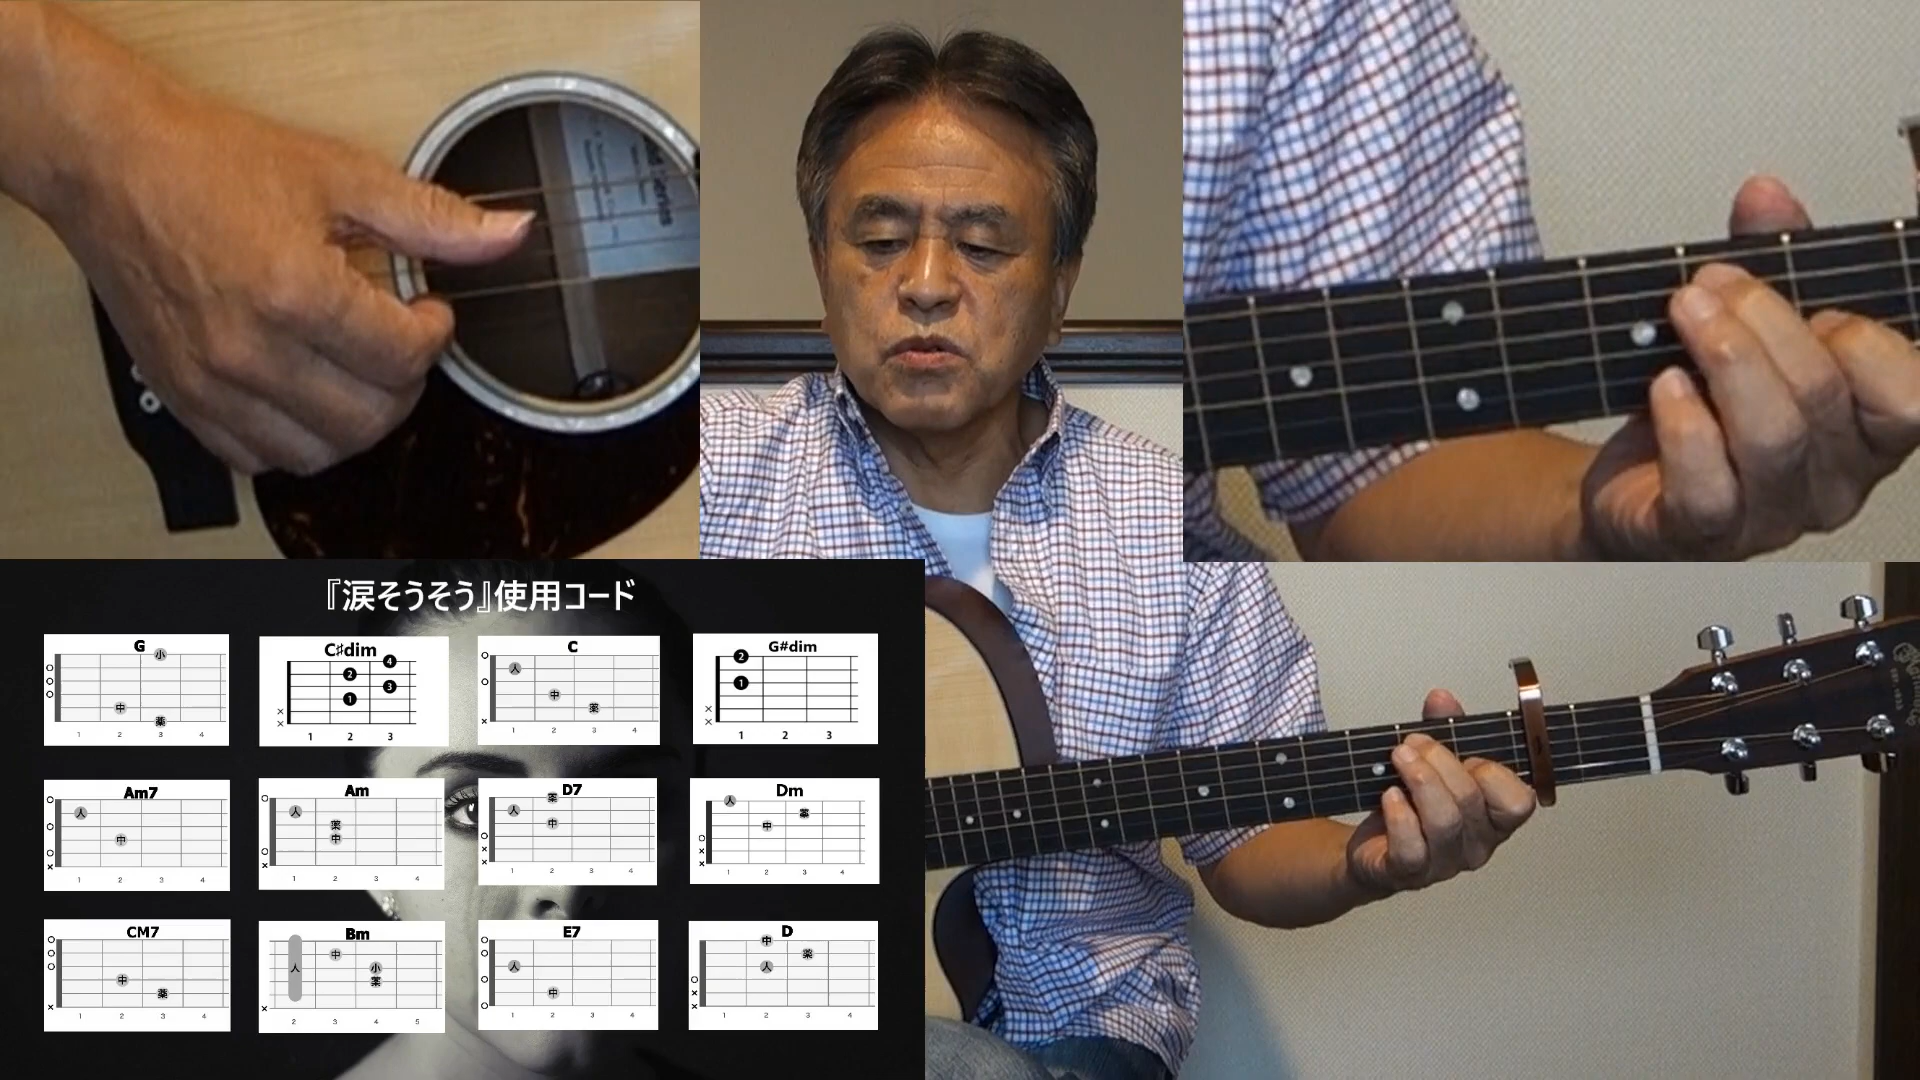 『涙そうそう』使用コード
G
小
中
薬
1 2 3 4
C♯dim
4
2
3
1
× ×
1 2 3
C
人
中
薬
×
1 2 3 4
G#dim
2
1
× ×
1 2 3
Am7
人
中
×
1 2 3 4
Am
人
薬
中
×
1 2 3 4
D7
薬
人
中
× ×
1 2 3 4
Dm
人
薬
中
× ×
1 2 3 4
CM7
中
薬
×
1 2 3 4
Bm
中
人
小
薬
×
2 3 4 5
E7
人
中
1 2 3 4
D
中
薬
人
× ×
1 2 3 4